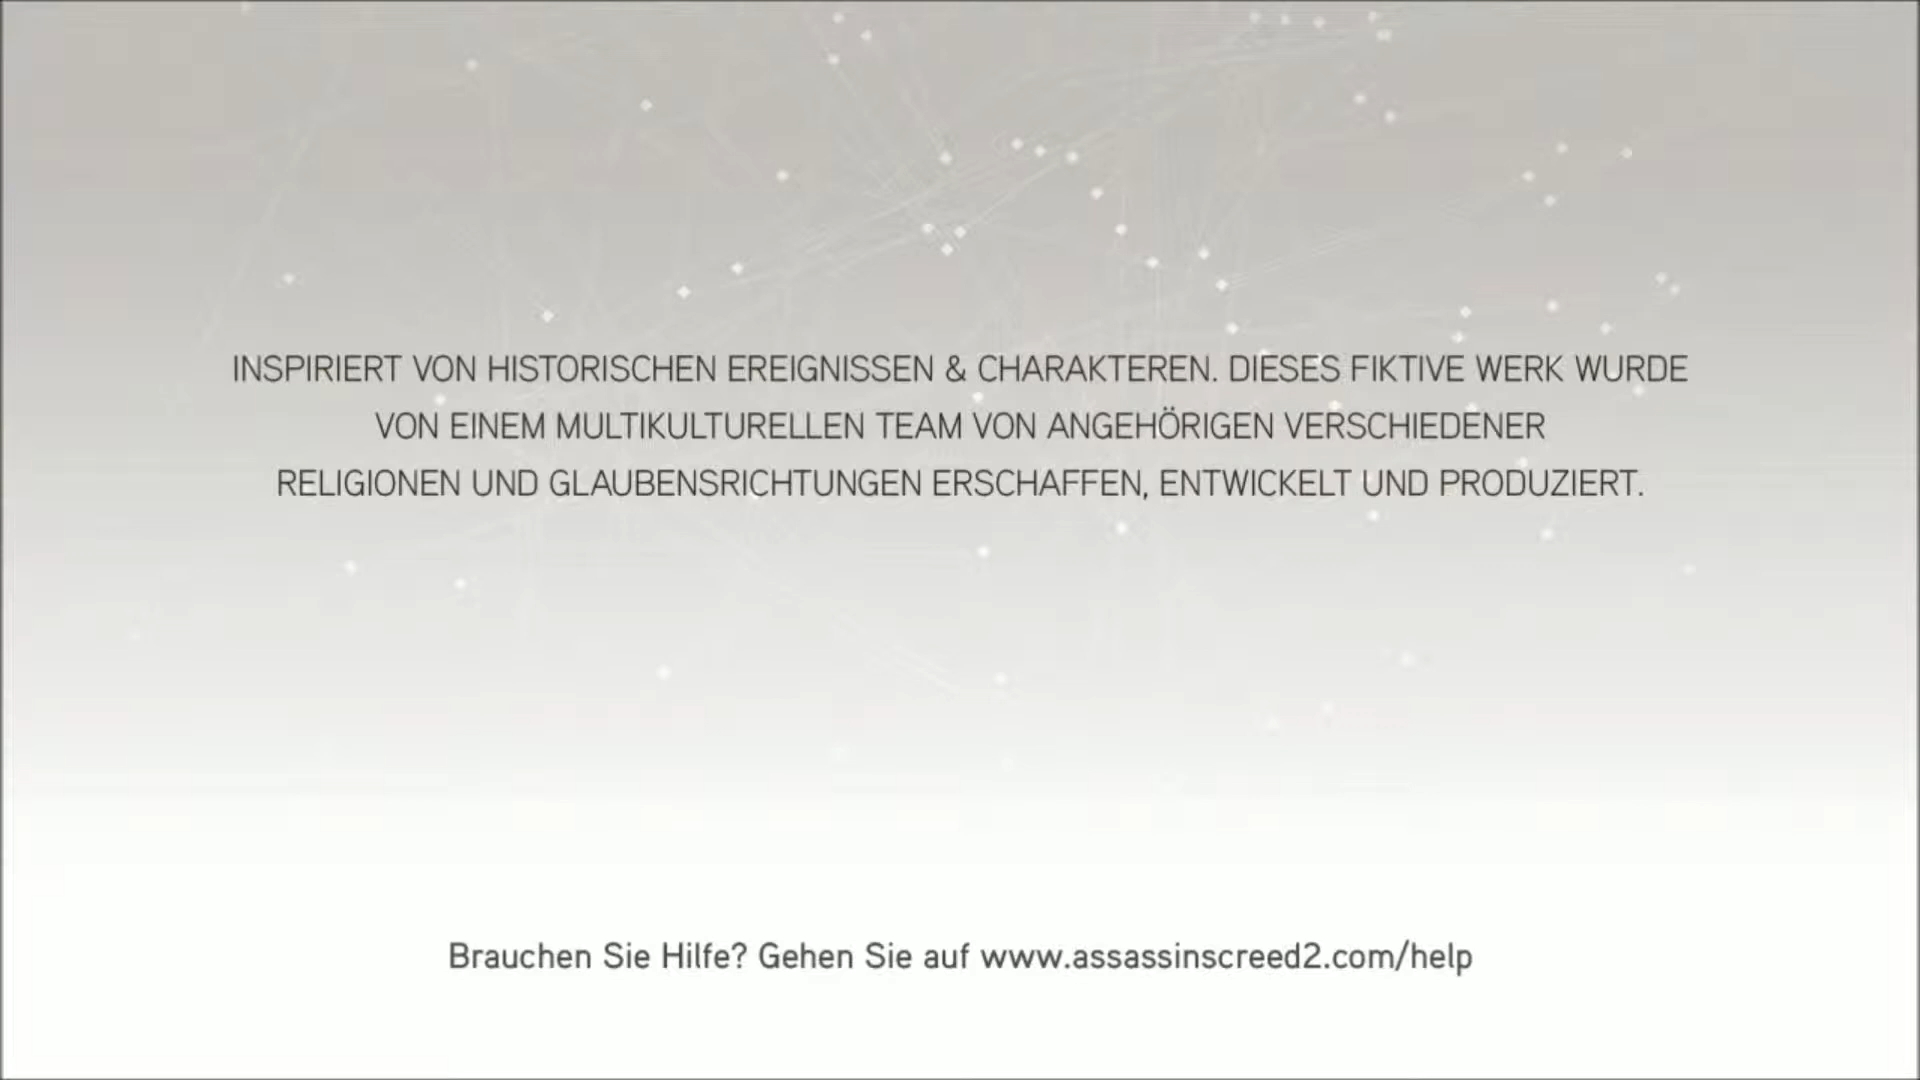 INSPIRIERT VON HISTORISCHEN EREIGNISSEN & CHARAKTEREN. DIESES FIKTIVE WERK WURDE
VON EINEM MULTIKULTURELLEN TEAM VON ANGEHÖRIGEN VERSCHIEDENER
RELIGIONEN UND GLAUBENSRICHTUNGEN ERSCHAFFEN, ENTWICKELT UND PRODUZIERT.
Brauchen Sie Hilfe? Gehen Sie auf www.assassinscreed2.com/help